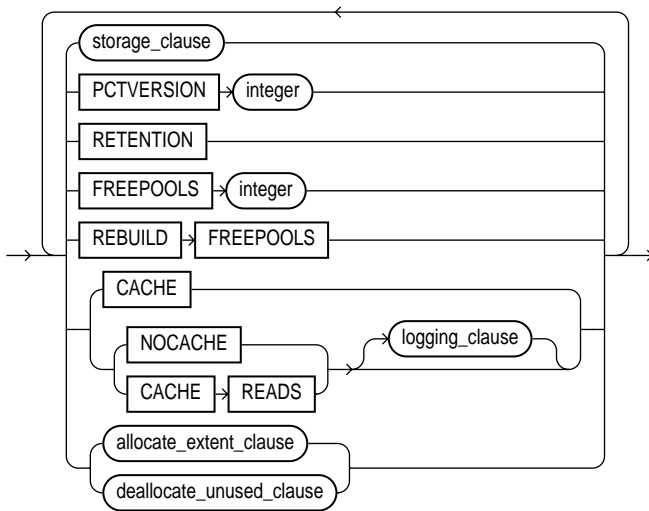 storage_clause
PCTVERSION integer
RETENTION
FREEPOOLS integer
REBUILD FREEPOOLS
CACHE
NOCACHE logging_clause
CACHE READS
allocate_extent_clause
deallocate_unused_clause